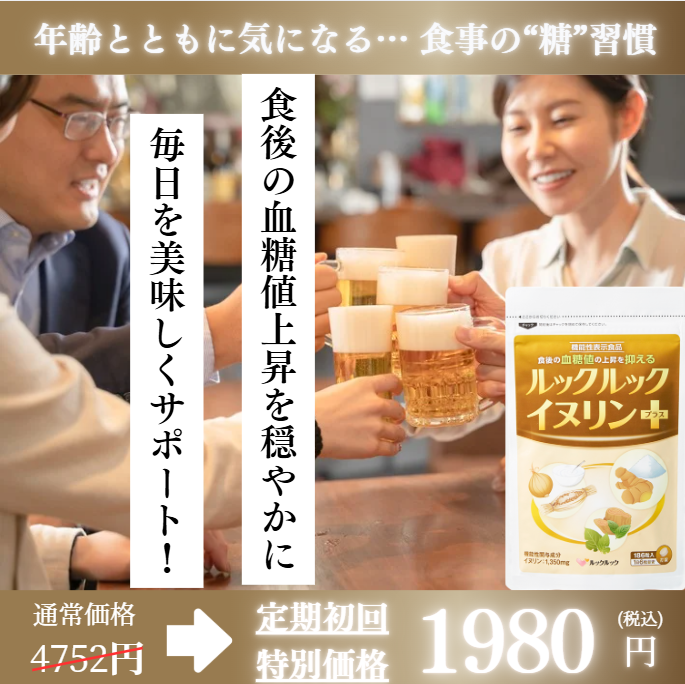 年齢とともに気になる… 食事の“糖”習慣
食後の血糖値上昇を穏やかに
毎日を美味しくサポート！
機能性表示食品
食後の血糖値の上昇を抑える
ルックルック
イヌリン+
プラス
機能性関与成分
イヌリン：1,350mg
ルックルック
通常価格
4752円
定期初回
特別価格
1980
(税込)
円